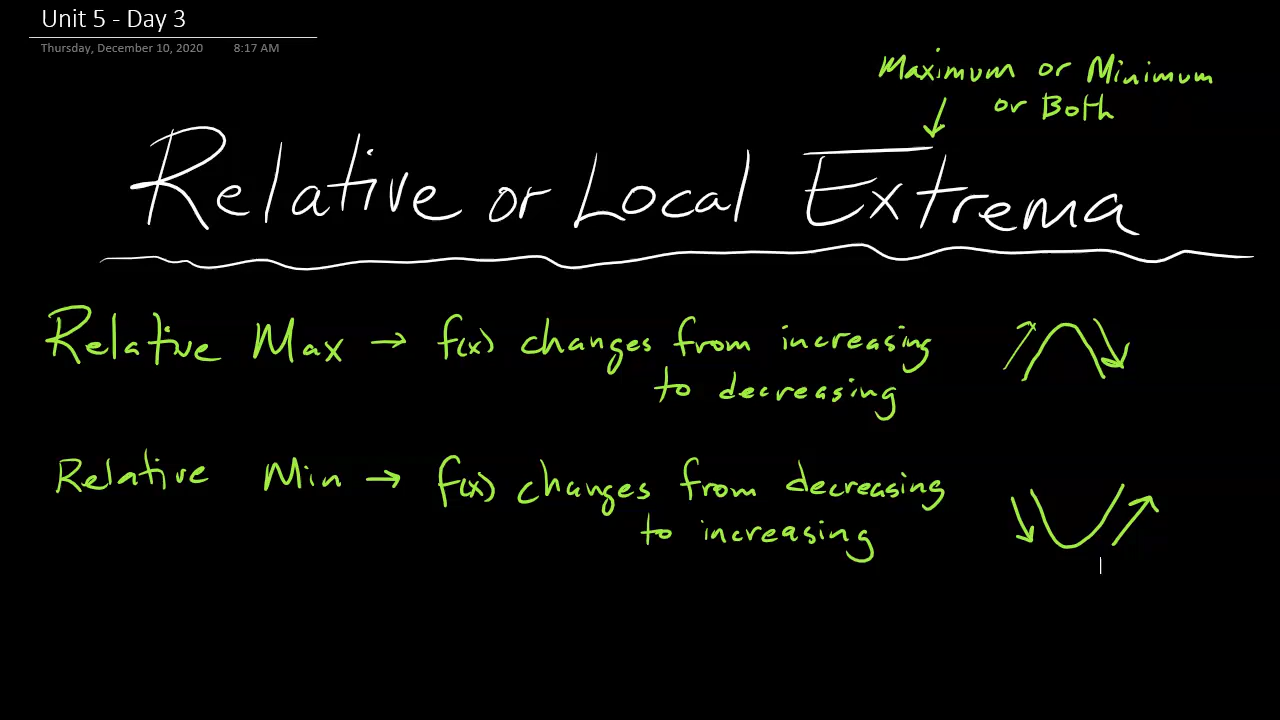 Unit 5 - Day 3
Thursday, December 10, 2020 8:17 AM
Maximum or Minimum
or Both
Relative or Local Extrema
Relative Max → f(x) changes from increasing
to decreasing
Relative Min → f(x) changes from decreasing
to increasing